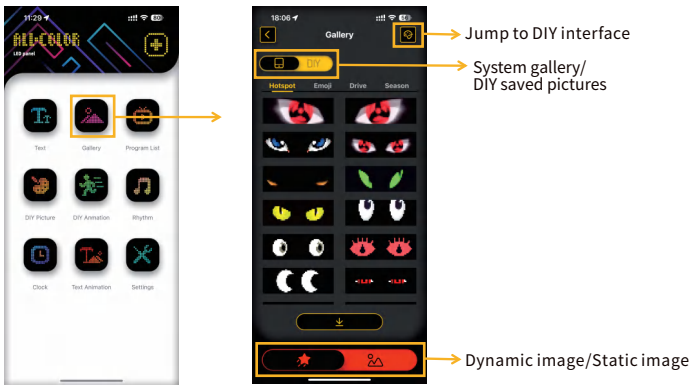 11:29
ALL•COLOR
LED panel
Text
Gallery
Program List
DIY Picture
DIY Anmation
Rhythm
Clock
Text Anmation
Settings
18:06
Gallery
DIY
Hotspot
Emoji
Drive
Season
Jump to DIY interface
System gallery/
DIY saved pictures
Dynamic image/Static image